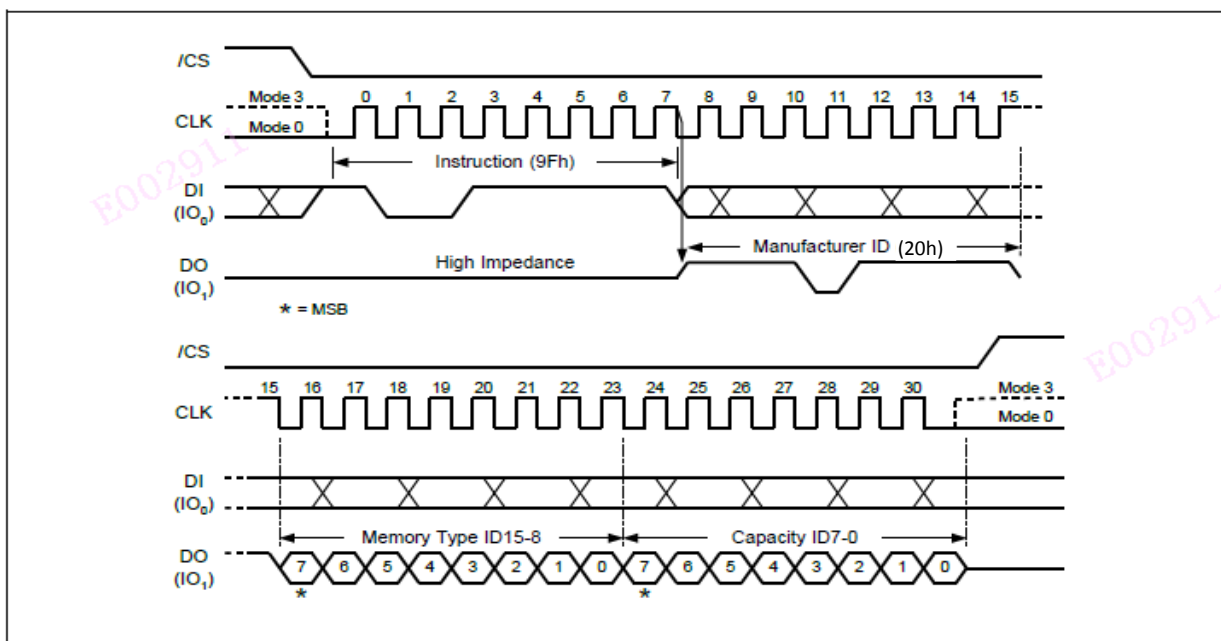 /CS
Mode 3 0 1 2 3 4 5 6 7 8 9 10 11 12 13 14 15
CLK
Mode 0
Instruction (9Fh)
DI
(IO0)
Manufacturer ID (20h)
DO High Impedance
(IO1)
* = MSB
/CS
15 16 17 18 19 20 21 22 23 24 25 26 27 28 29 30 Mode 3
CLK
Mode 0
DI
(IO0)
Memory Type ID15-8 Capacity ID7-0
DO 7 6 5 4 3 2 1 0 7 6 5 4 3 2 1 0
(IO1)
* *
E002911
E002911